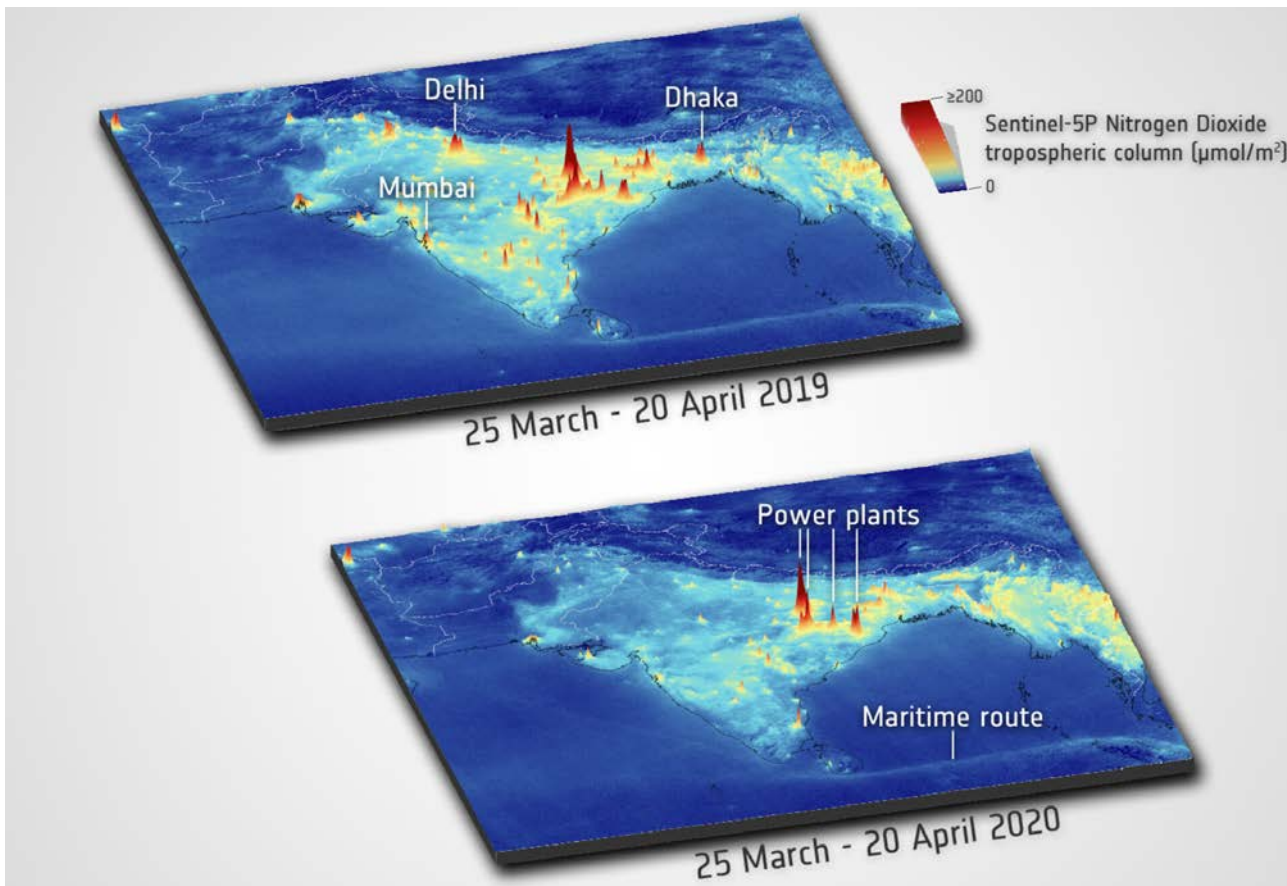 Delhi
Dhaka
Mumbai
≥200
Sentinel-5P Nitrogen Dioxide
tropospheric column (µmol/m²)
0
25 March - 20 April 2019
Power plants
Maritime route
25 March - 20 April 2020